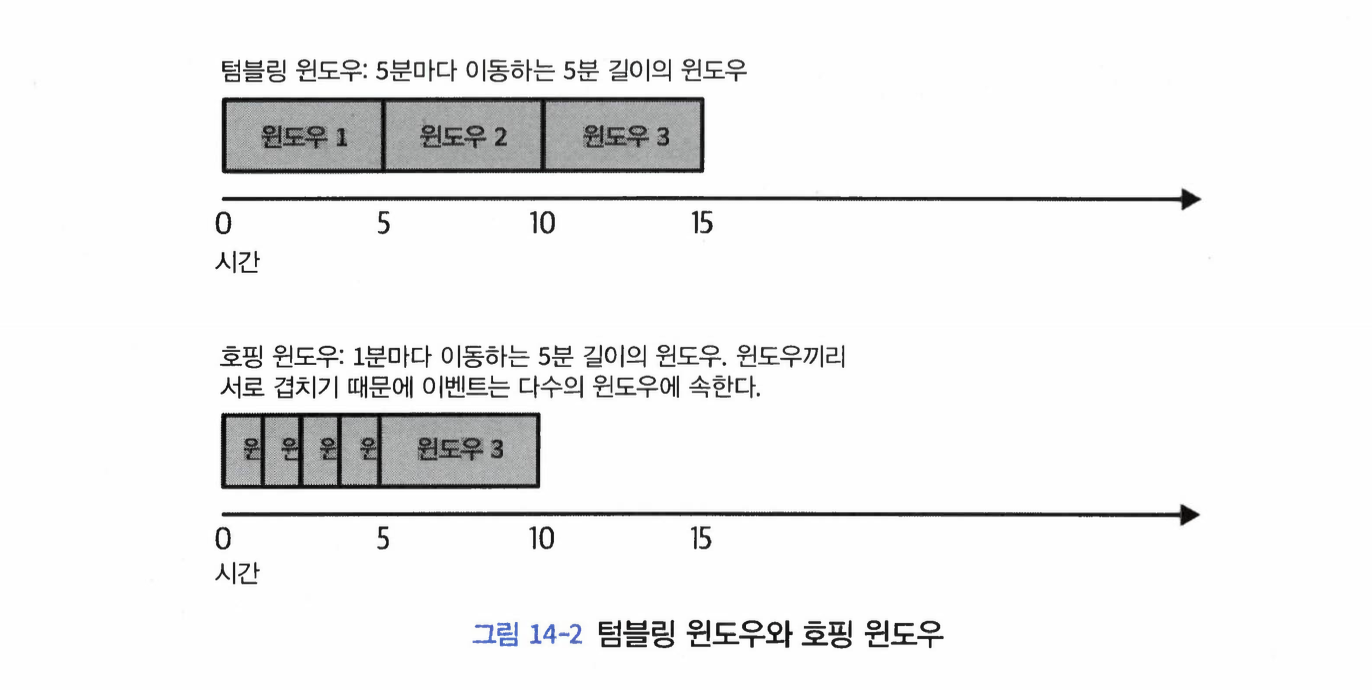 텀블링 윈도우: 5분마다 이동하는 5분 길이의 윈도우
윈도우 1 윈도우 2 윈도우 3
0 5 10 15
시간
호핑 윈도우: 1분마다 이동하는 5분 길이의 윈도우. 윈도우끼리
서로 겹치기 때문에 이벤트는 다수의 윈도우에 속한다.
윈 윈 윈 윈 윈도우 3
0 5 10 15
시간
그림 14-2 텀블링 윈도우와 호핑 윈도우